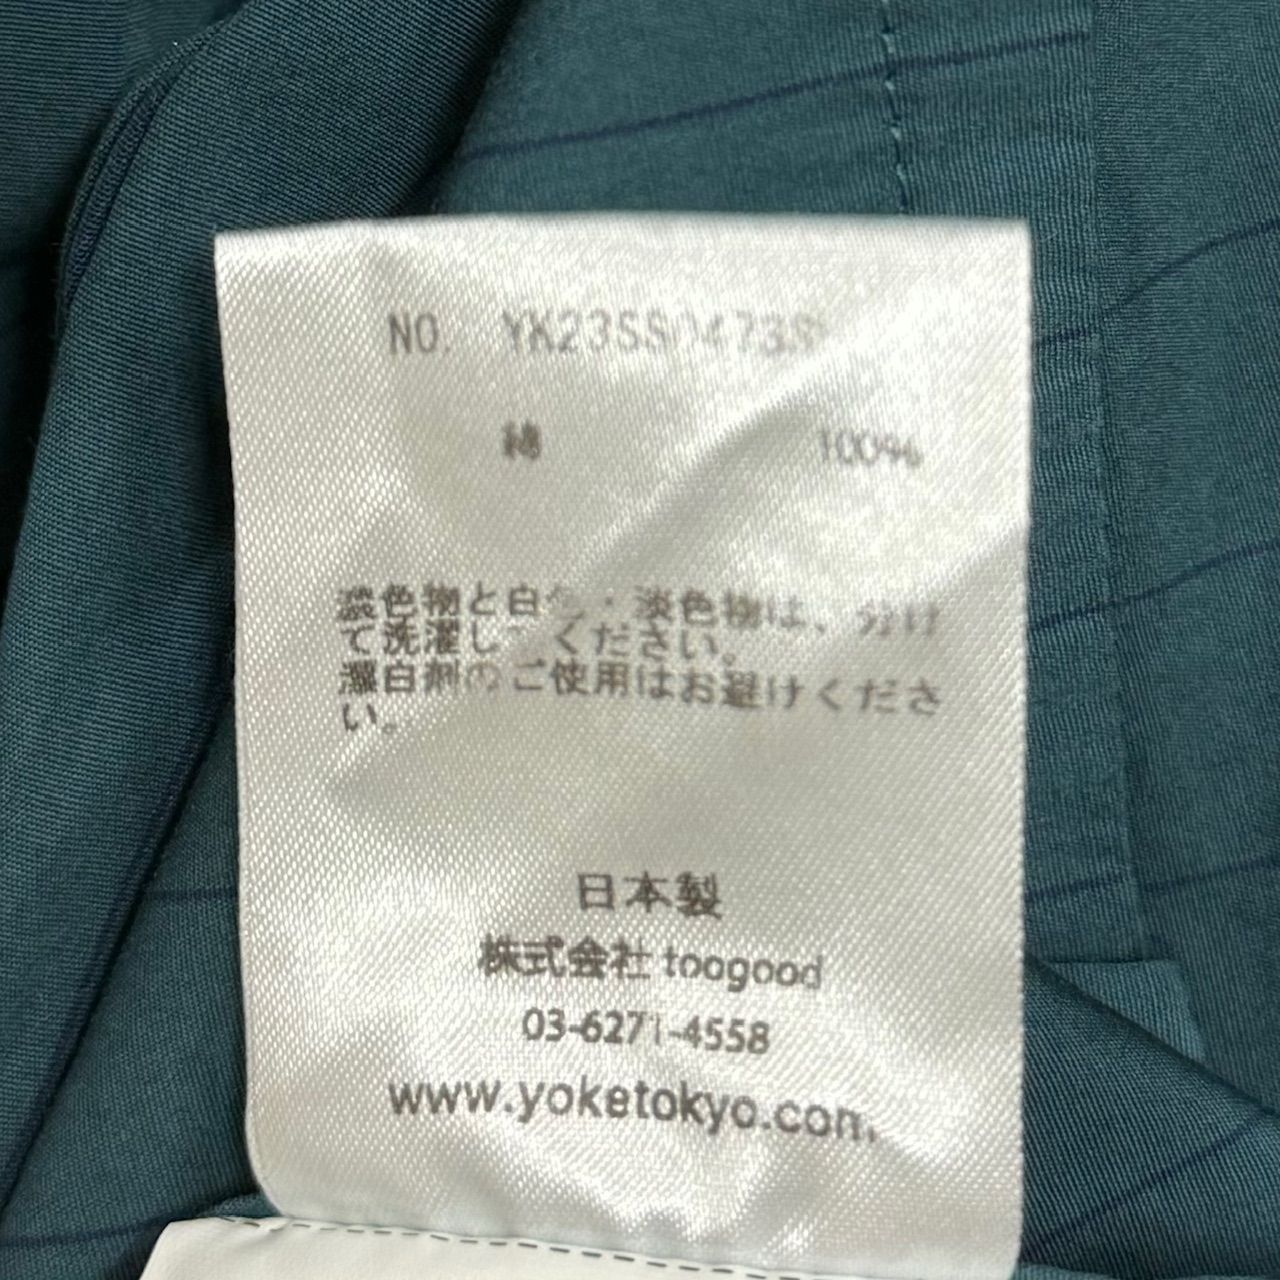 NO. YK23SS0473S
綿 100%
濃色物と白色・淡色物は、分け
て洗濯してください。
漂白剤のご使用はお避けくださ
い。
日本製
株式会社 toogood
03-6271-4558
www.yoketokyo.com